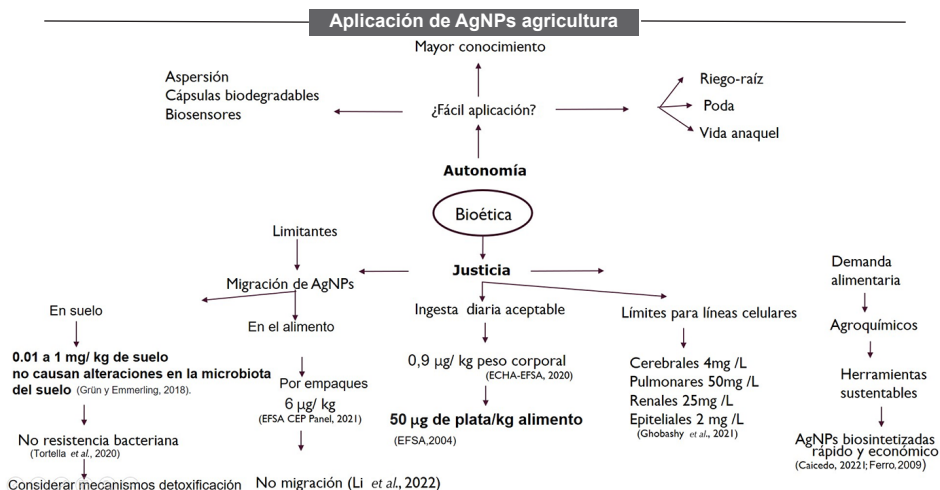 Aplicación de AgNPs agricultura
Mayor conocimiento
Aspersión
Cápsulas biodegradables
Biosensores
¿Fácil aplicación?
Riego-raíz
Poda
Vida anaquel
Autonomía
Bioética
Justicia
Limitantes
Migración de AgNPs
En suelo
0.01 a 1 mg/ kg de suelo
no causan alteraciones en la microbiota
del suelo (Grün y Emmerling, 2018).
No resistencia bacteriana
(Tortella et al., 2020)
Considerar mecanismos detoxificación
En el alimento
Por empaques
6 µg/ kg
(EFSA CEP Panel, 2021)
No migración (Li et al., 2022)
Ingesta diaria aceptable
0,9 µg/ kg peso corporal
(ECHA-EFSA, 2020)
50 µg de plata/kg alimento
(EFSA,2004)
Límites para líneas celulares
Cerebrales 4mg /L
Pulmonares 50mg /L
Renales 25mg /L
Epiteliales 2 mg /L
(Ghobashy et al., 2021)
Demanda
alimentaria
Agroquímicos
Herramientas
sustentables
AgNPs biosintetizadas
rápido y económico
(Caicedo, 2022l; Ferro, 2009)